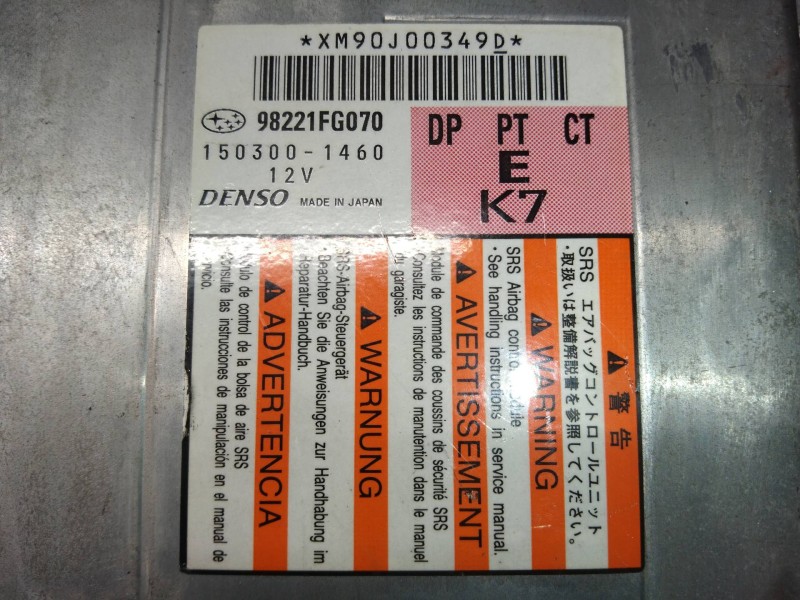 *XM90J00349D*
98221FG070
150300-1460
12V
DENSO MADE IN JAPAN
DP PT CT
E
K7
警告
SRS エアバッグコントロールユニット
・取扱いは整備解説書を参照してください。
WARNING
SRS Airbag control module
・See handling instructions in service manual.
AVERTISSEMENT
Module de commande des coussins de sécurité SRS
Consultez les instructions de manutention dans le manuel
du garagiste.
WARNUNG
SRS-Airbag-Steuergerät
・Beachten Sie die Anweisungen zur Handhabung im
Reparatur-Handbuch.
ADVERTENCIA
de control de la bolsa de aire SRS
Consulte las instrucciones de manipulación en el manual de